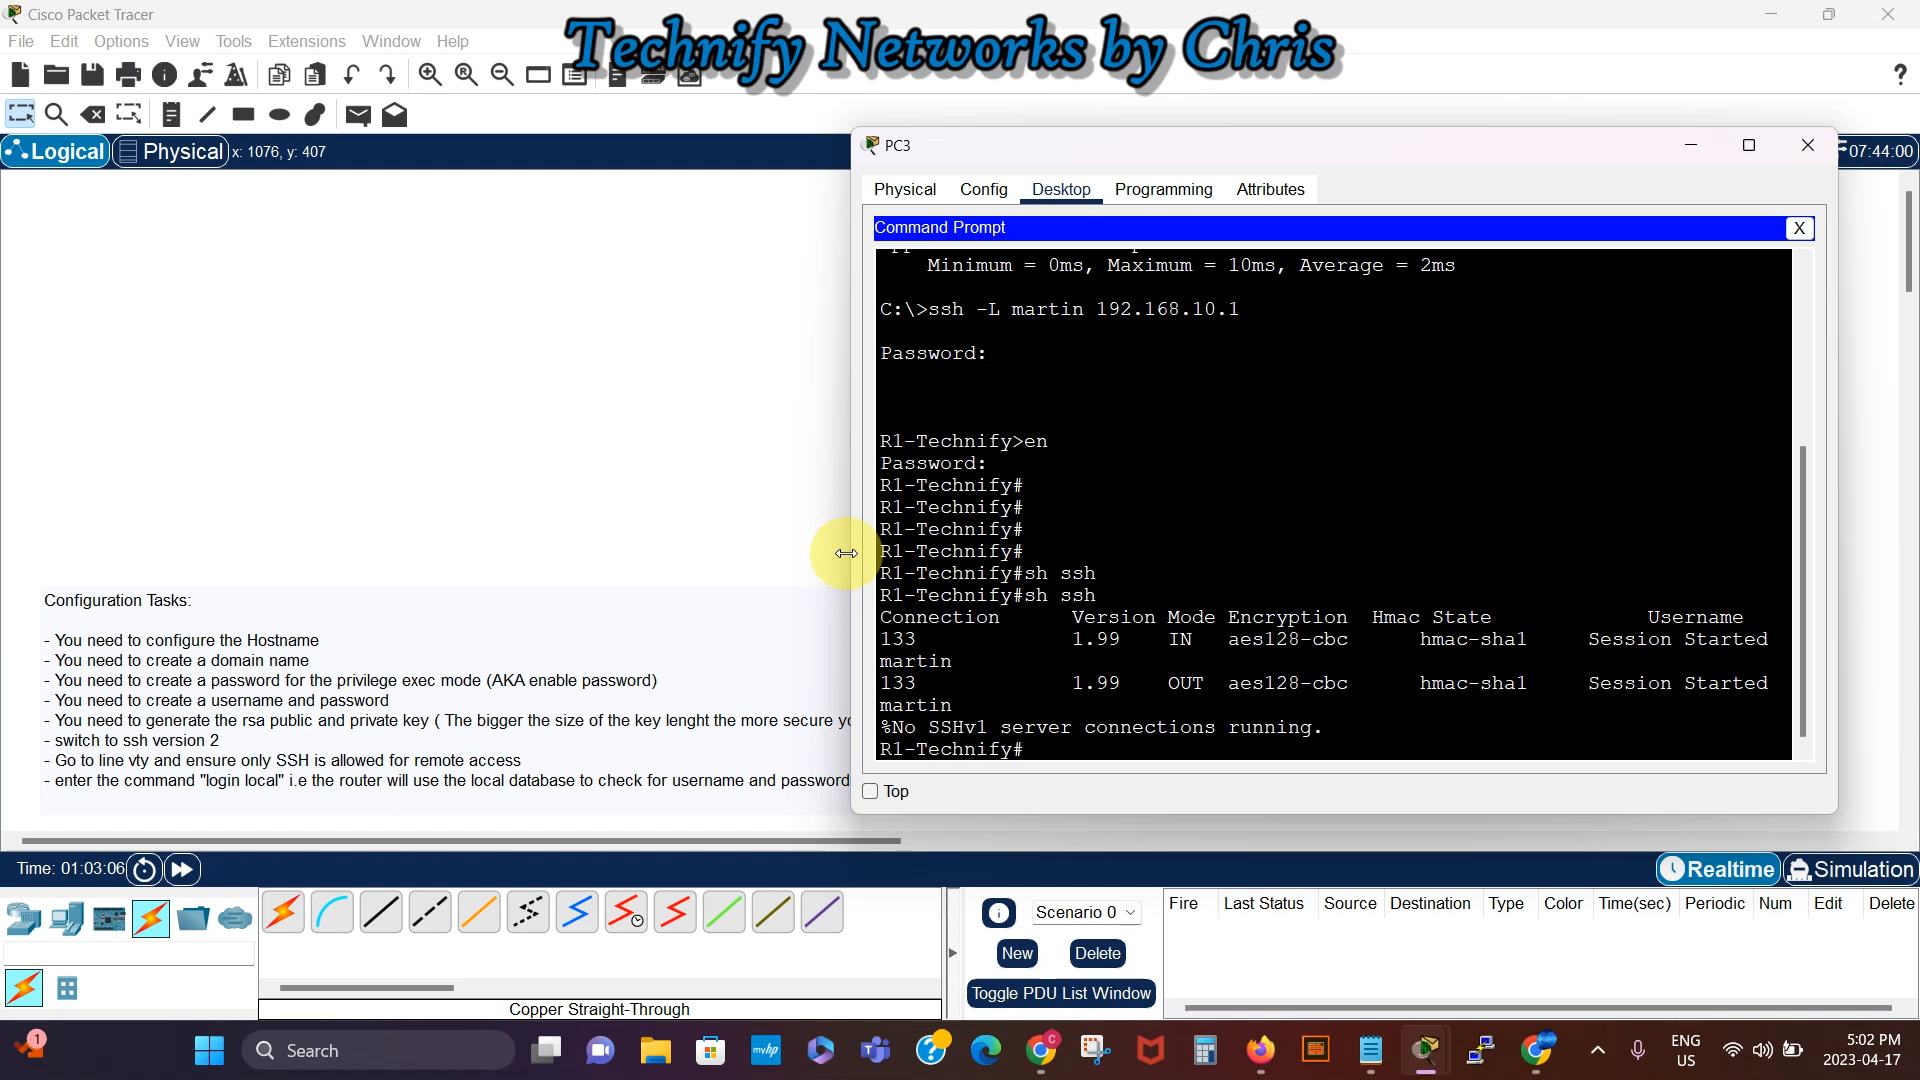 Cisco Packet Tracer
Technify Networks by Chris
File Edit Options View Tools Extensions Window Help
?
Logical Physical x: 1076, y: 407
07:44:00
PC3
Physical Config Desktop Programming Attributes
Command Prompt
X
Minimum = 0ms, Maximum = 10ms, Average = 2ms
C:\>ssh -L martin 192.168.10.1
Password:
R1-Technify>en
Password:
R1-Technify#
R1-Technify#
R1-Technify#
R1-Technify#
R1-Technify#sh ssh
R1-Technify#sh ssh
Connection Version Mode Encryption Hmac State Username
133 1.99 IN aes128-cbc hmac-sha1 Session Started
martin
133 1.99 OUT aes128-cbc hmac-sha1 Session Started
martin
%No SSHv1 server connections running.
R1-Technify#
Top
Configuration Tasks:
- You need to configure the Hostname
- You need to create a domain name
- You need to create a password for the privilege exec mode (AKA enable password)
- You need to create a username and password
- You need to generate the rsa public and private key ( The bigger the size of the key lenght the more secure
- switch to ssh version 2
- Go to line vty and ensure only SSH is allowed for remote access
- enter the command "login local" i.e the router will use the local database to check for username and password
Time: 01:03:06
Realtime Simulation
Scenario 0
New Delete
Toggle PDU List Window
Fire Last Status Source Destination Type Color Time(sec) Periodic Num Edit Delete
Copper Straight-Through
1
Search
myhp
ENG
US
5:02 PM
2023-04-17